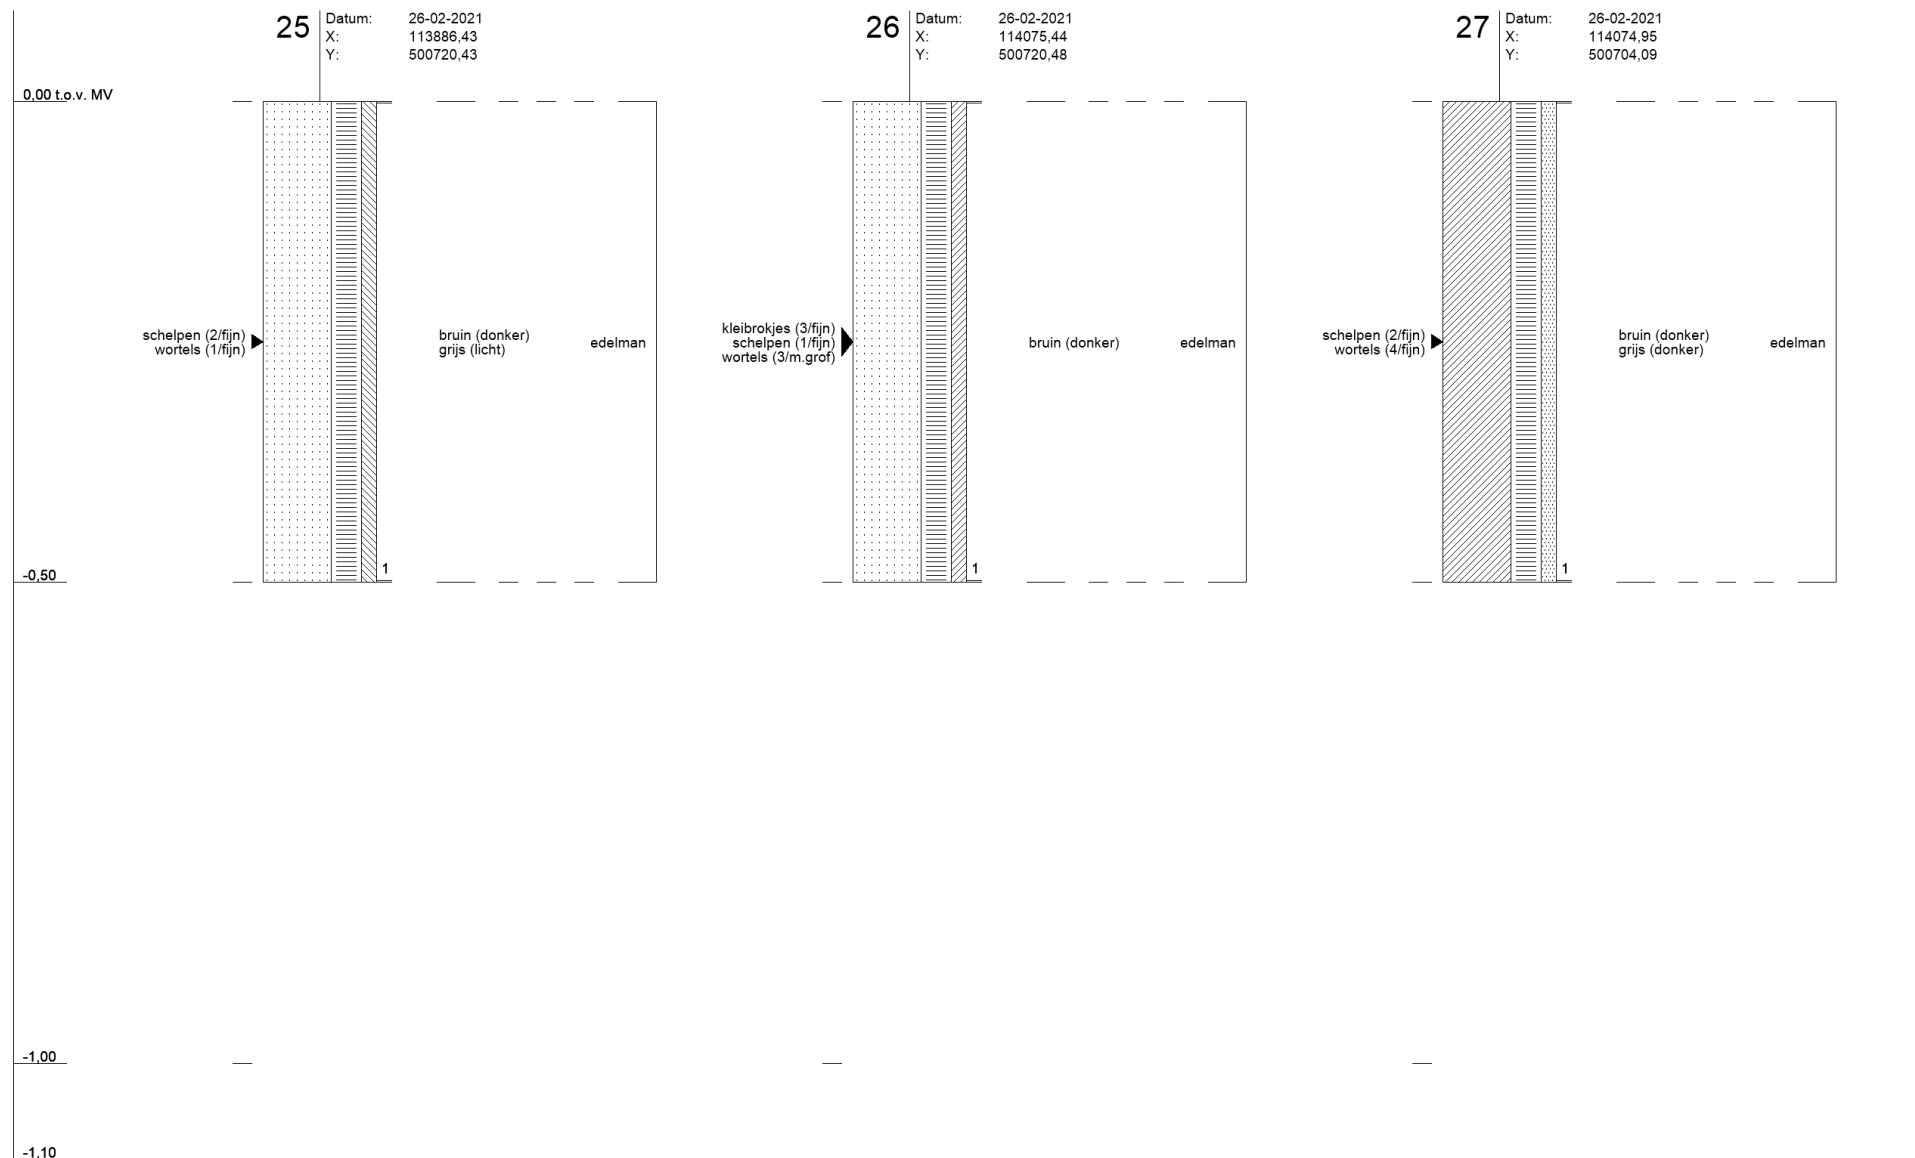 25
Datum: 26-02-2021
X: 113886,43
Y: 500720,43
26
Datum: 26-02-2021
X: 114075,44
Y: 500720,48
27
Datum: 26-02-2021
X: 114074,95
Y: 500704,09
0,00 t.o.v. MV
schelpen (2/fijn)
wortels (1/fijn)
bruin (donker)
grijs (licht)
edelman
1
kleibrokjes (3/fijn)
schelpen (1/fijn)
wortels (3/m.grof)
bruin (donker)
edelman
1
schelpen (2/fijn)
wortels (4/fijn)
bruin (donker)
grijs (donker)
edelman
1
-0,50
-1,00
-1,10